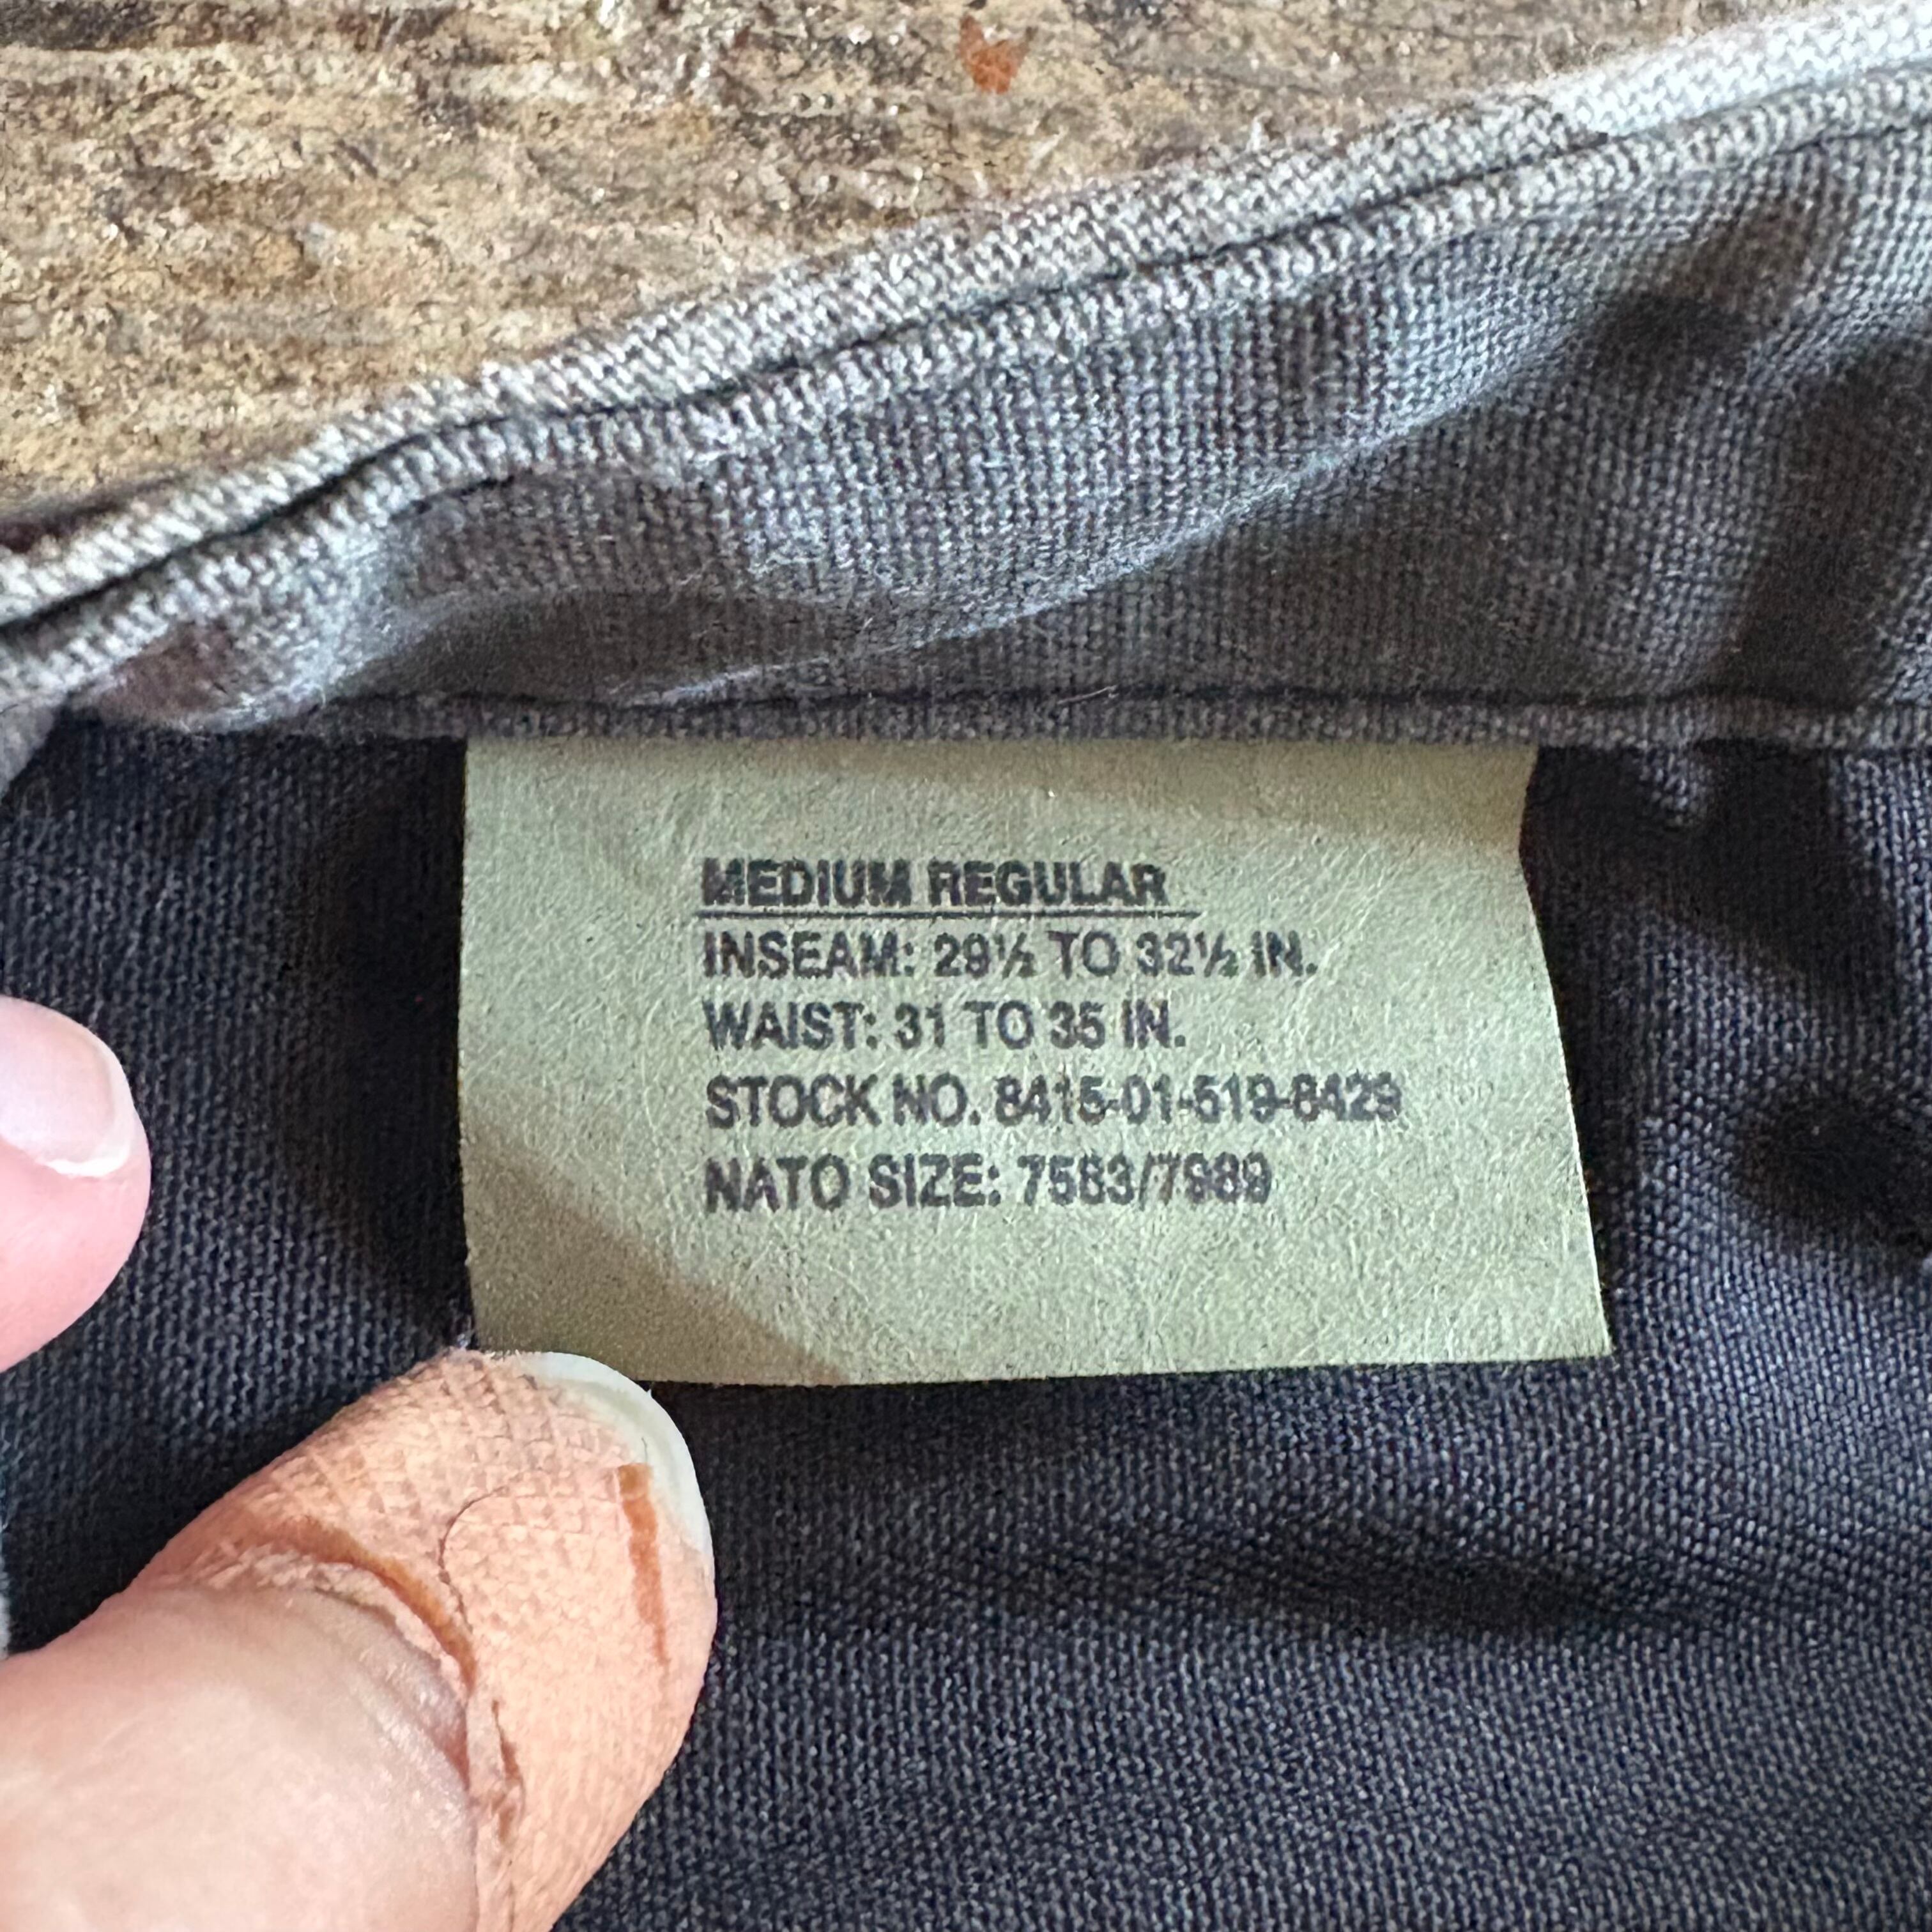 MEDIUM REGULAR
INSEAM: 29½ TO 32½ IN.
WAIST: 31 TO 35 IN.
STOCK NO. 8415-01-519-8429
NATO SIZE: 7583/7989